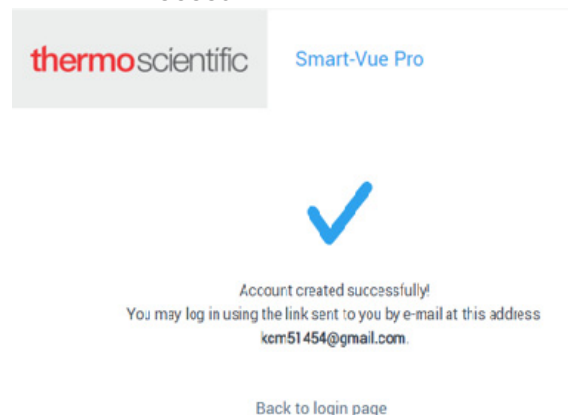 thermoscientific
Smart-Vue Pro
Account created successfully!
You may log in using the link sent to you by e-mail at this address
kcm51454@gmail.com.
Back to login page